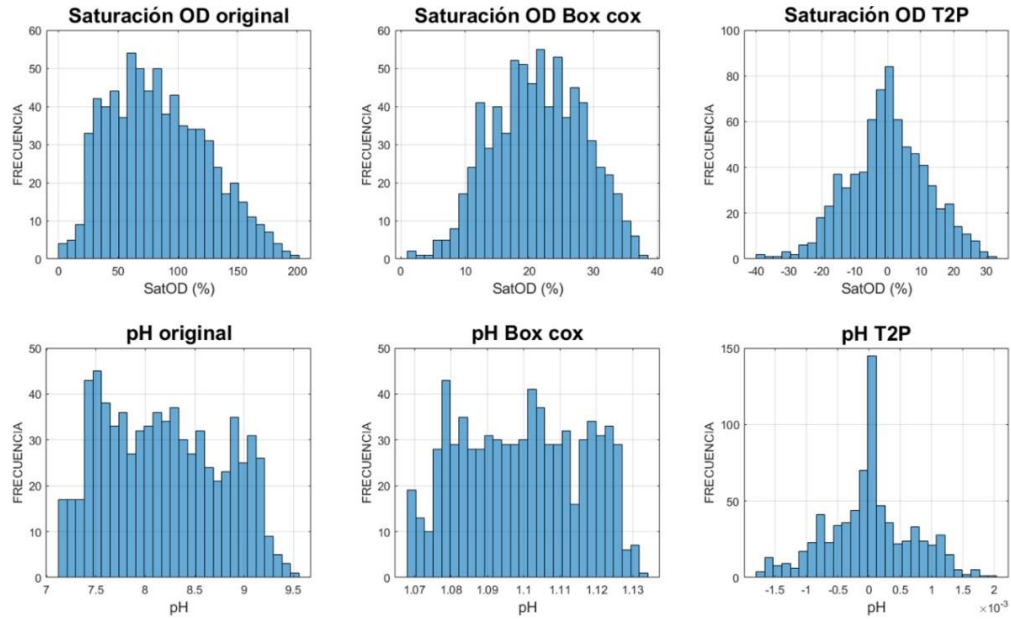 Saturación OD original
60
50
40
30
20
10
0
FRECUENCIA
0 50 100 150 200
SatOD (%)
Saturación OD Box cox
60
50
40
30
20
10
0
FRECUENCIA
0 10 20 30 40
SatOD (%)
Saturación OD T2P
100
80
60
40
20
0
FRECUENCIA
-40 -30 -20 -10 0 10 20 30
SatOD (%)
pH original
50
40
30
20
10
0
FRECUENCIA
7 7.5 8 8.5 9 9.5
pH
pH Box cox
50
40
30
20
10
0
FRECUENCIA
1.07 1.08 1.09 1.1 1.11 1.12 1.13
pH
pH T2P
150
100
50
0
FRECUENCIA
-1.5 -1 -0.5 0 0.5 1 1.5 2
pH
×10⁻³